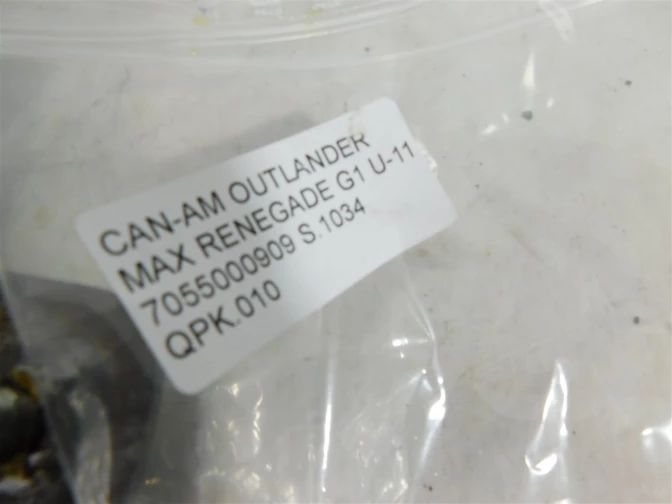 CAN-AM OUTLANDER
MAX RENEGADE G1 U-11
7055000909 S.1034
QPK.010